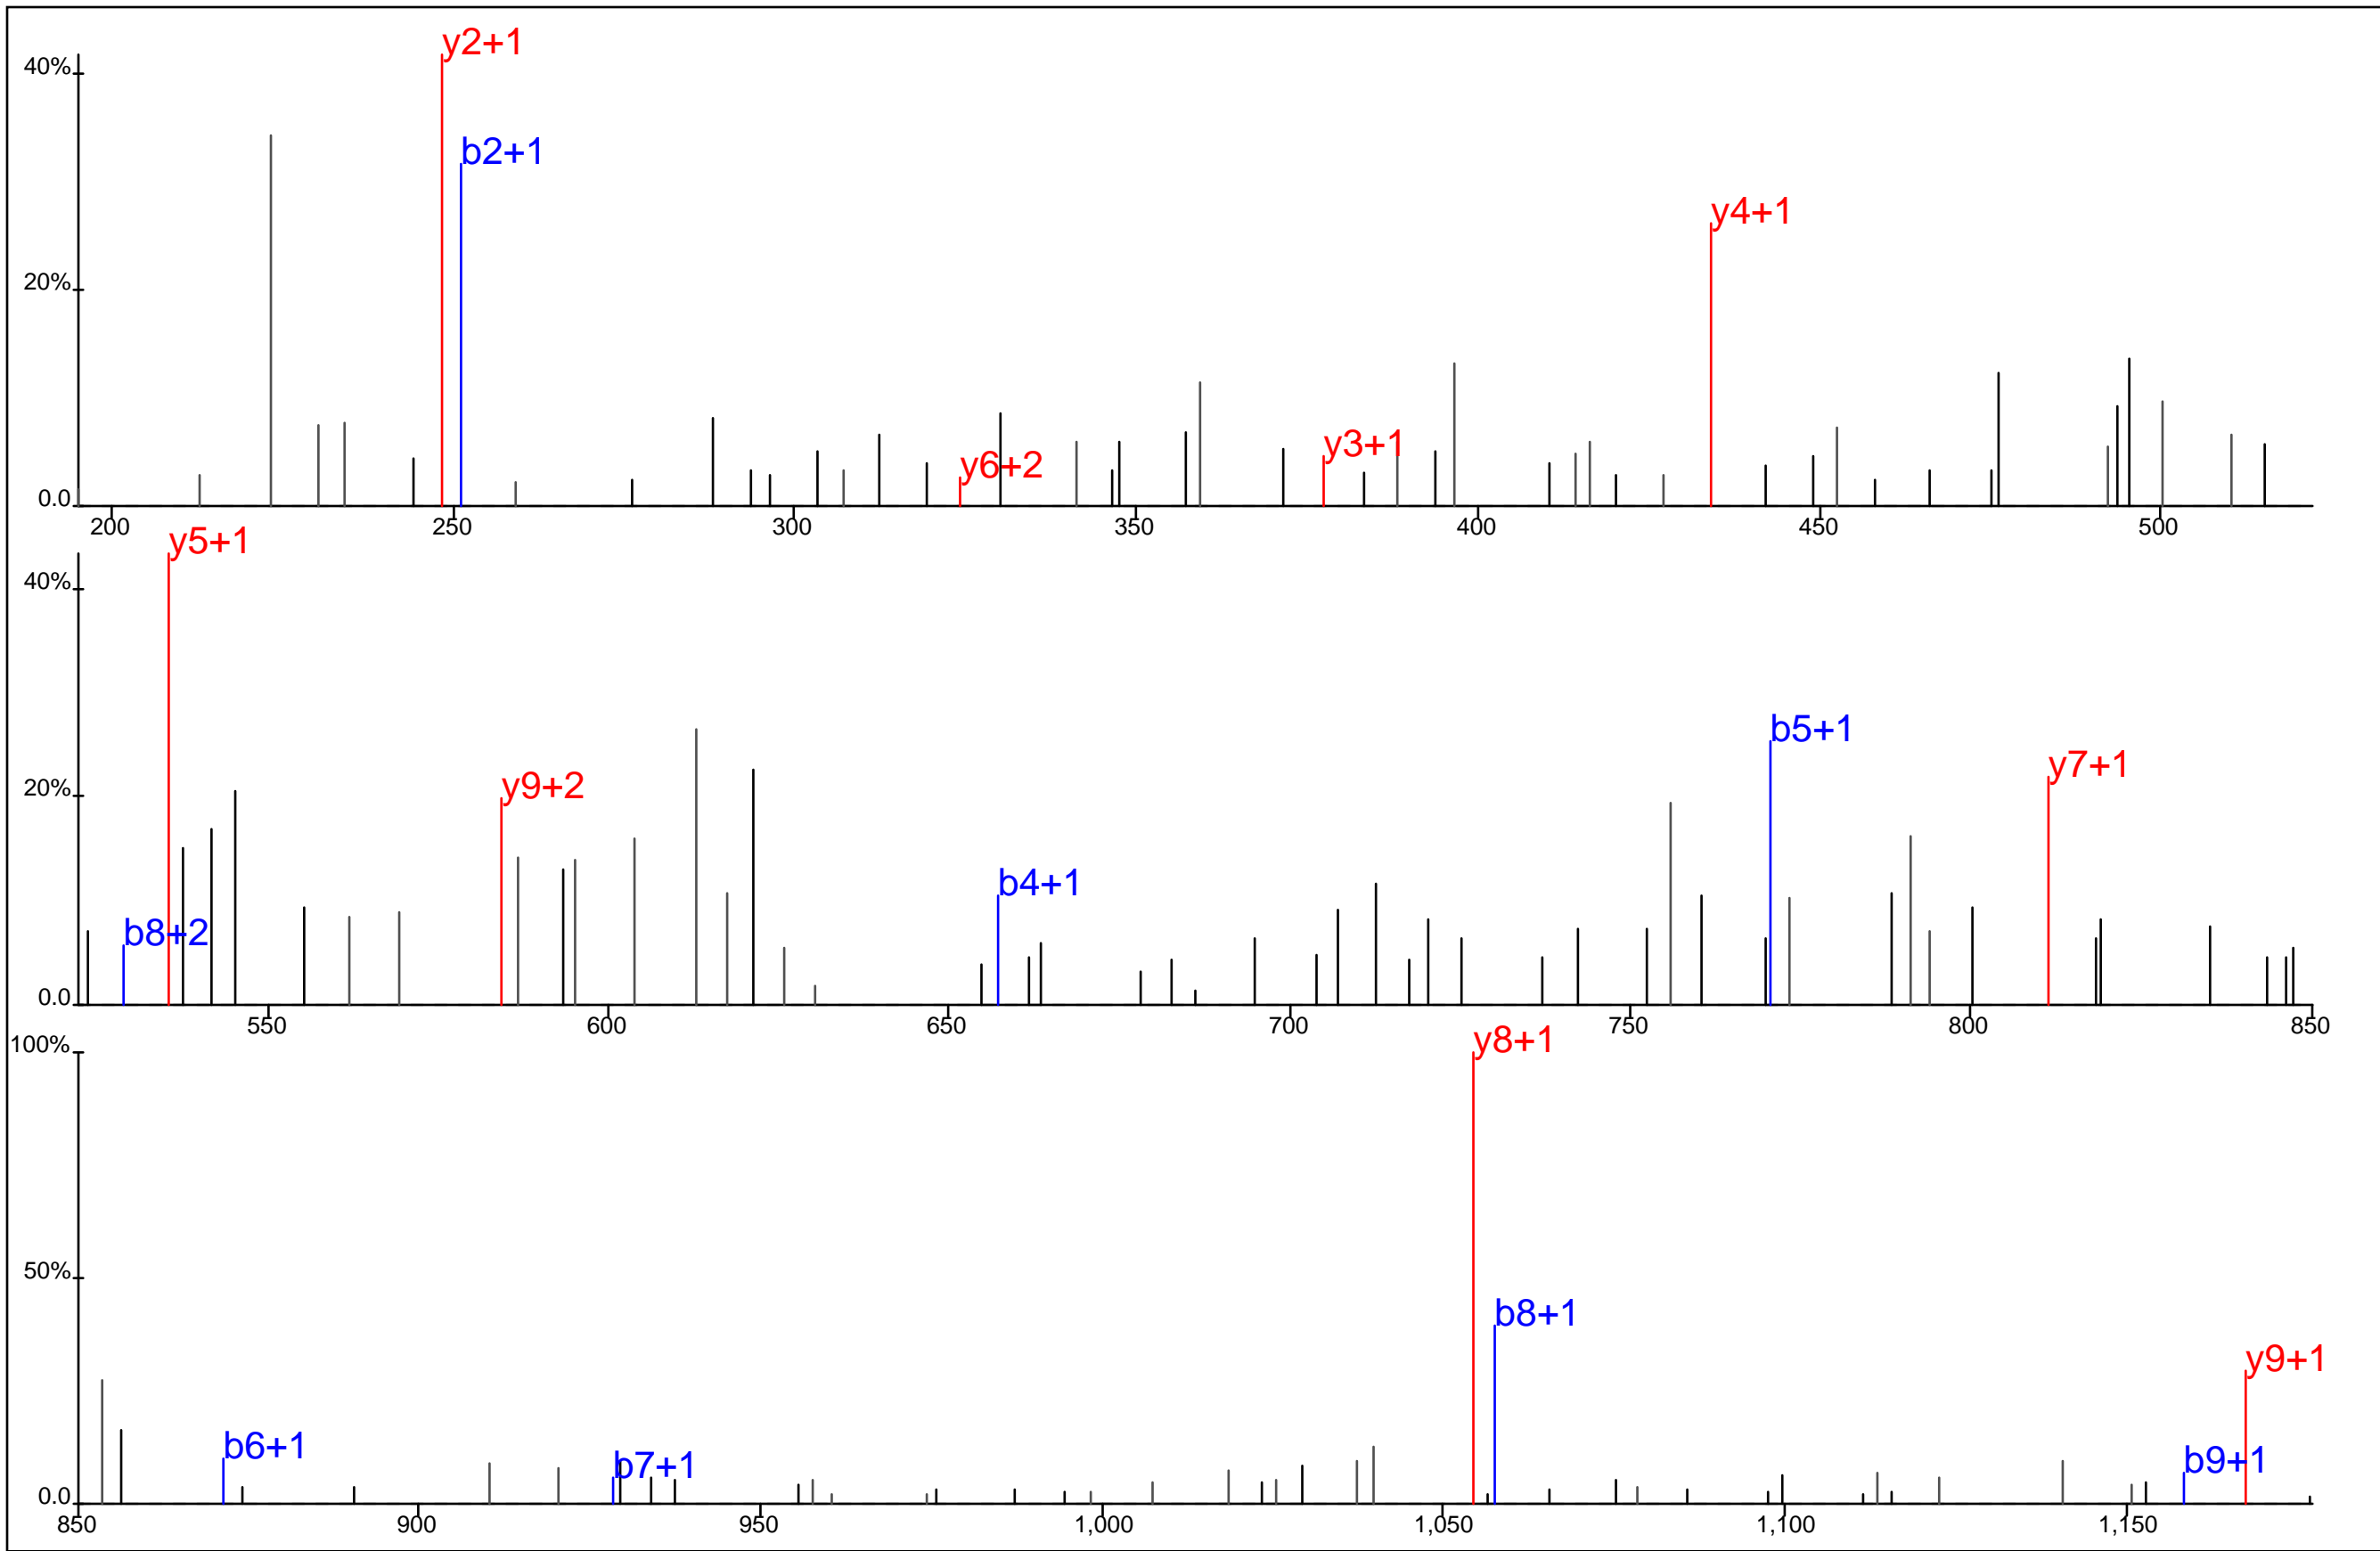 y2+1
40%
b2+1
y4+1
20%
y3+1
y6+2
0.0
200 250 300 350 400 450 500
y5+1
40%
b5+1
y7+1
20%
y9+2
b4+1
b8+2
0.0
550 600 650 700 750 800 850
y8+1
100%
b8+1
50%
y9+1
b6+1
b7+1
b9+1
0.0
850 900 950 1,000 1,050 1,100 1,150